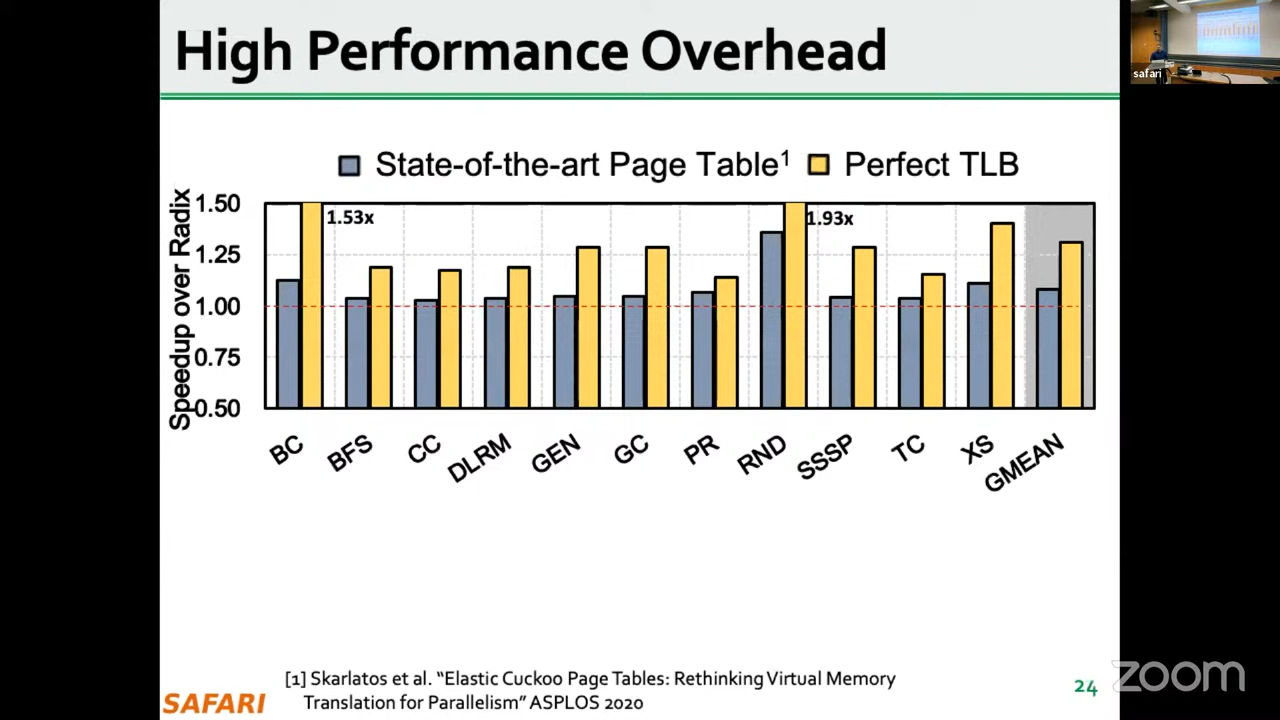 High Performance Overhead
safari
State-of-the-art Page Table¹ Perfect TLB
Speedup over Radix
1.50
1.25
1.00
0.75
0.50
1.53x
1.93x
BC BFS CC DLRM GEN GC PR RND SSSP TC XS GMEAN
[1] Skarlatos et al. “Elastic Cuckoo Page Tables: Rethinking Virtual Memory
Translation for Parallelism” ASPLOS 2020
SAFARI
24
zoom